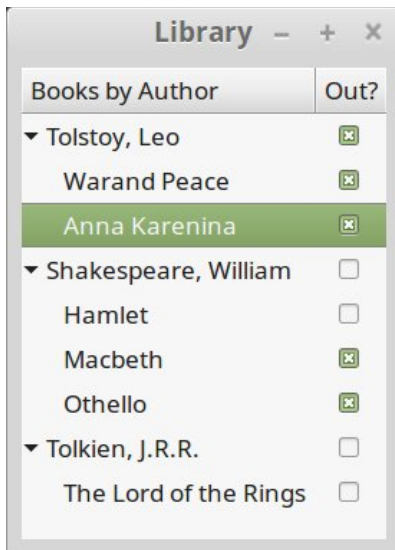 Library
Books by Author Out?
Tolstoy, Leo
Warand Peace
Anna Karenina
Shakespeare, William
Hamlet
Macbeth
Othello
Tolkien, J.R.R.
The Lord of the Rings